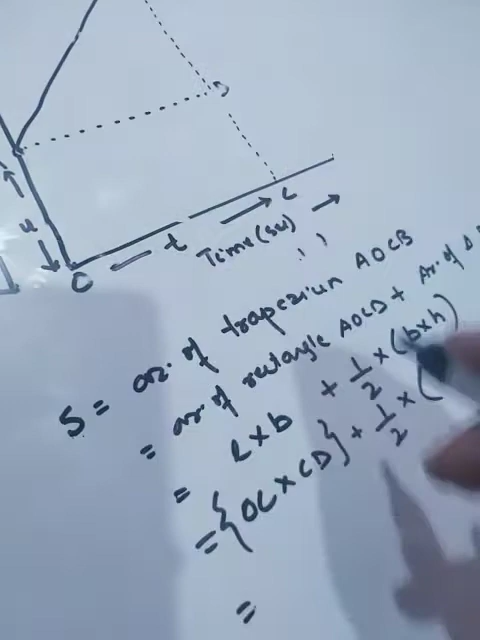 D
u
O
t
C
Time(sec)
S = ar. of trapezium AOCB
= ar. of rectangle AOCD + Ar. of Δ
= l × b + 1/2 × (b×h)
= {OC × CD} + 1/2 × (
=